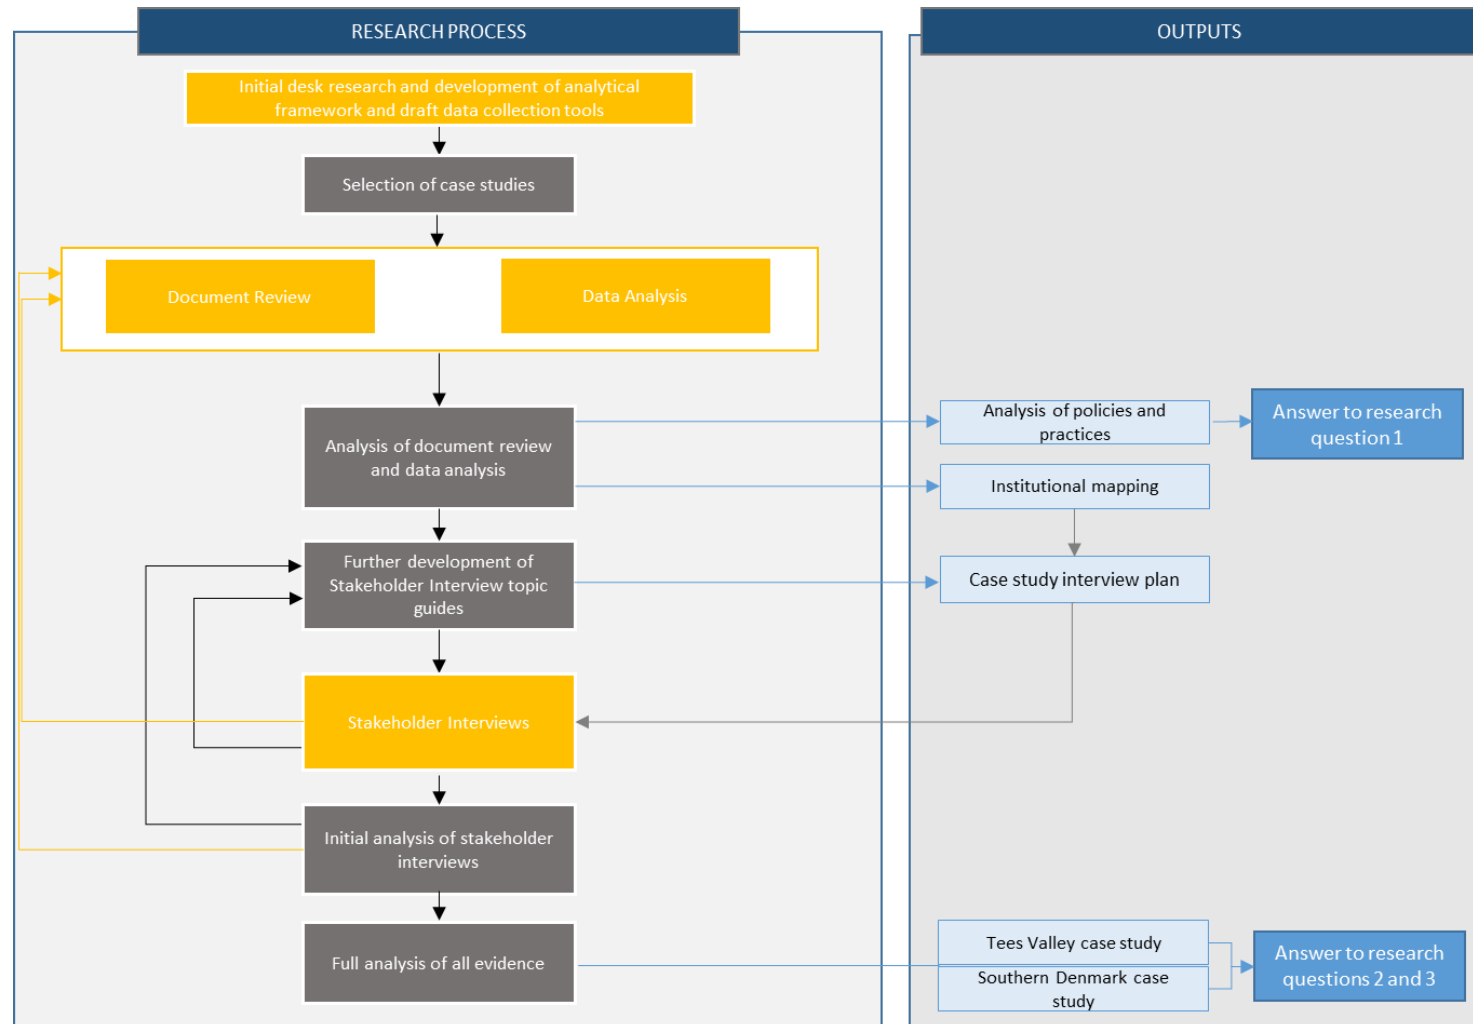 RESEARCH PROCESS
OUTPUTS
Initial desk research and development of analytical
framework and draft data collection tools
Selection of case studies
Document Review
Data Analysis
Analysis of document review
and data analysis
Analysis of policies and
practices
Answer to research
question 1
Institutional mapping
Further development of
Stakeholder Interview topic
guides
Case study interview plan
Stakeholder Interviews
Initial analysis of stakeholder
interviews
Full analysis of all evidence
Tees Valley case study
Southern Denmark case
study
Answer to research
questions 2 and 3